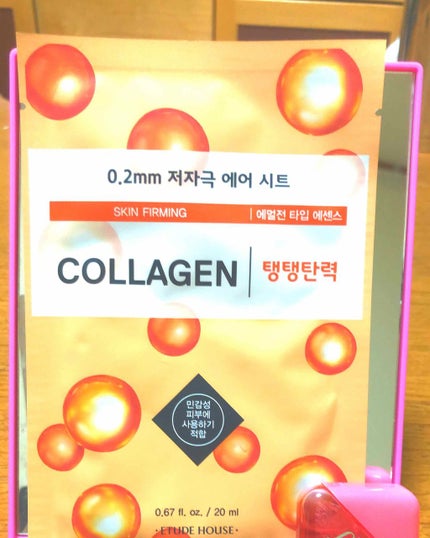 0.2mm 저자극 에어 시트
SKIN FIRMING | 에멀전 타입 에센스
COLLAGEN | 탱탱탄력
민감성
피부에
사용하기
적합
0.67 fl. oz. / 20 ml
·ETUDE HOUSE·